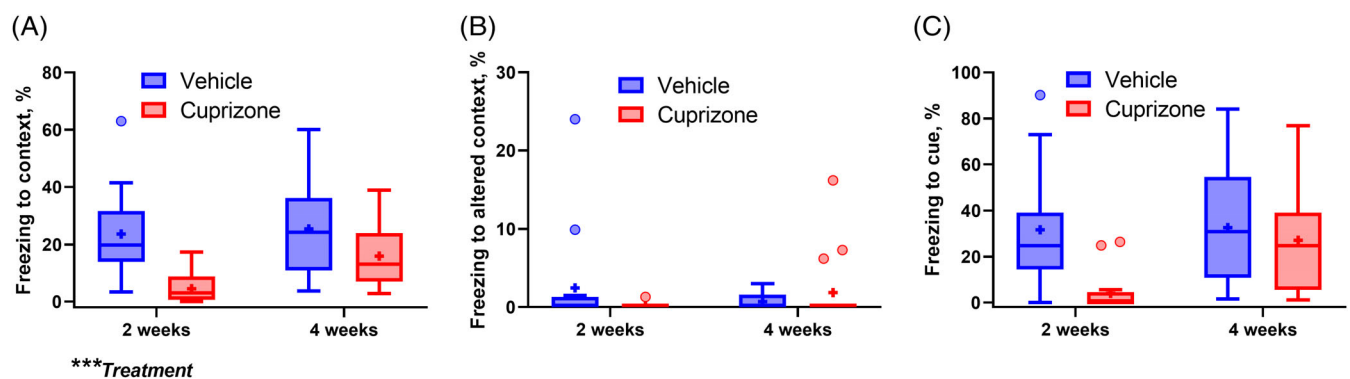 (A)
Freezing to context, %
80
60
40
20
0
Vehicle
Cuprizone
2 weeks
4 weeks
***Treatment
(B)
Freezing to altered context, %
30
20
10
0
Vehicle
Cuprizone
2 weeks
4 weeks
(C)
Freezing to cue, %
100
80
60
40
20
0
Vehicle
Cuprizone
2 weeks
4 weeks